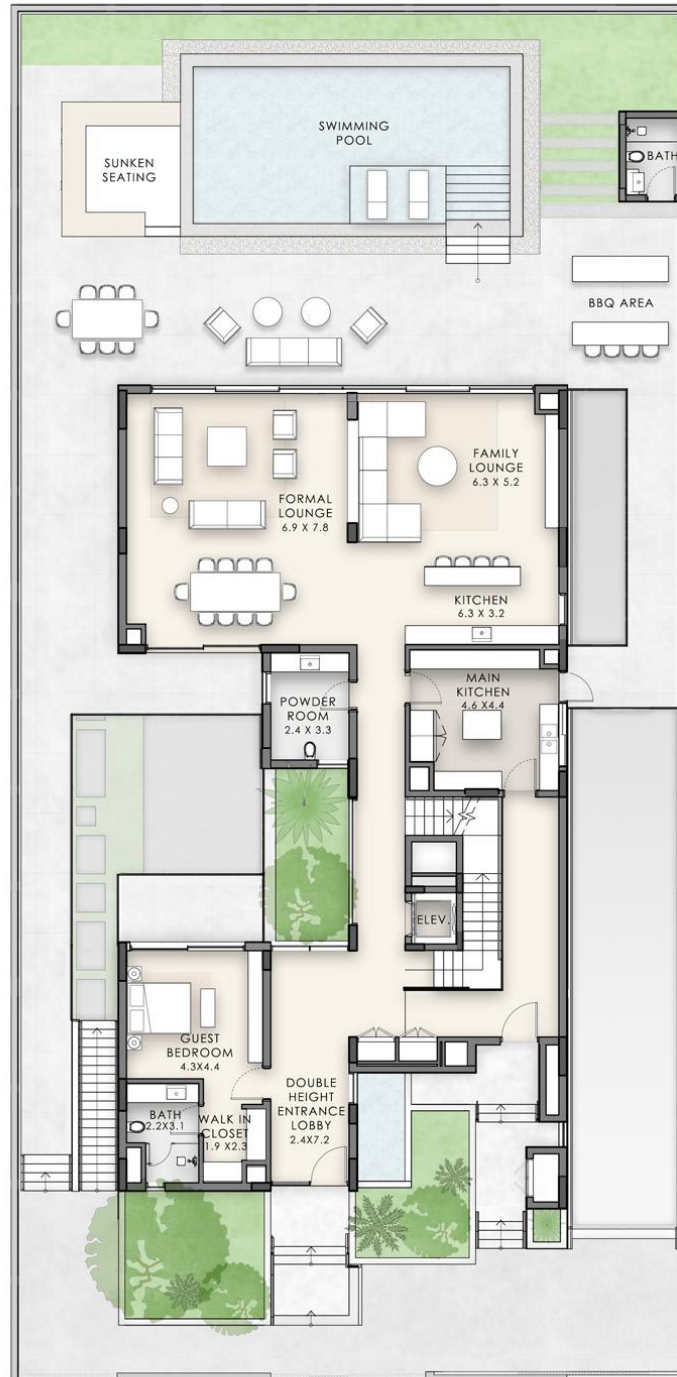 SWIMMING
POOL
SUNKEN
SEATING
BATH
BBQ AREA
FAMILY
LOUNGE
6.3 X 5.2
FORMAL
LOUNGE
6.9 X 7.8
KITCHEN
6.3 X 3.2
MAIN
KITCHEN
4.6 X4.4
POWDER
ROOM
2.4 X 3.3
ELEV.
GUEST
BEDROOM
4.3X4.4
DOUBLE
HEIGHT
ENTRANCE
LOBBY
2.4X7.2
BATH
2.2X3.1
WALK IN
CLOSET
1.9 X2.3